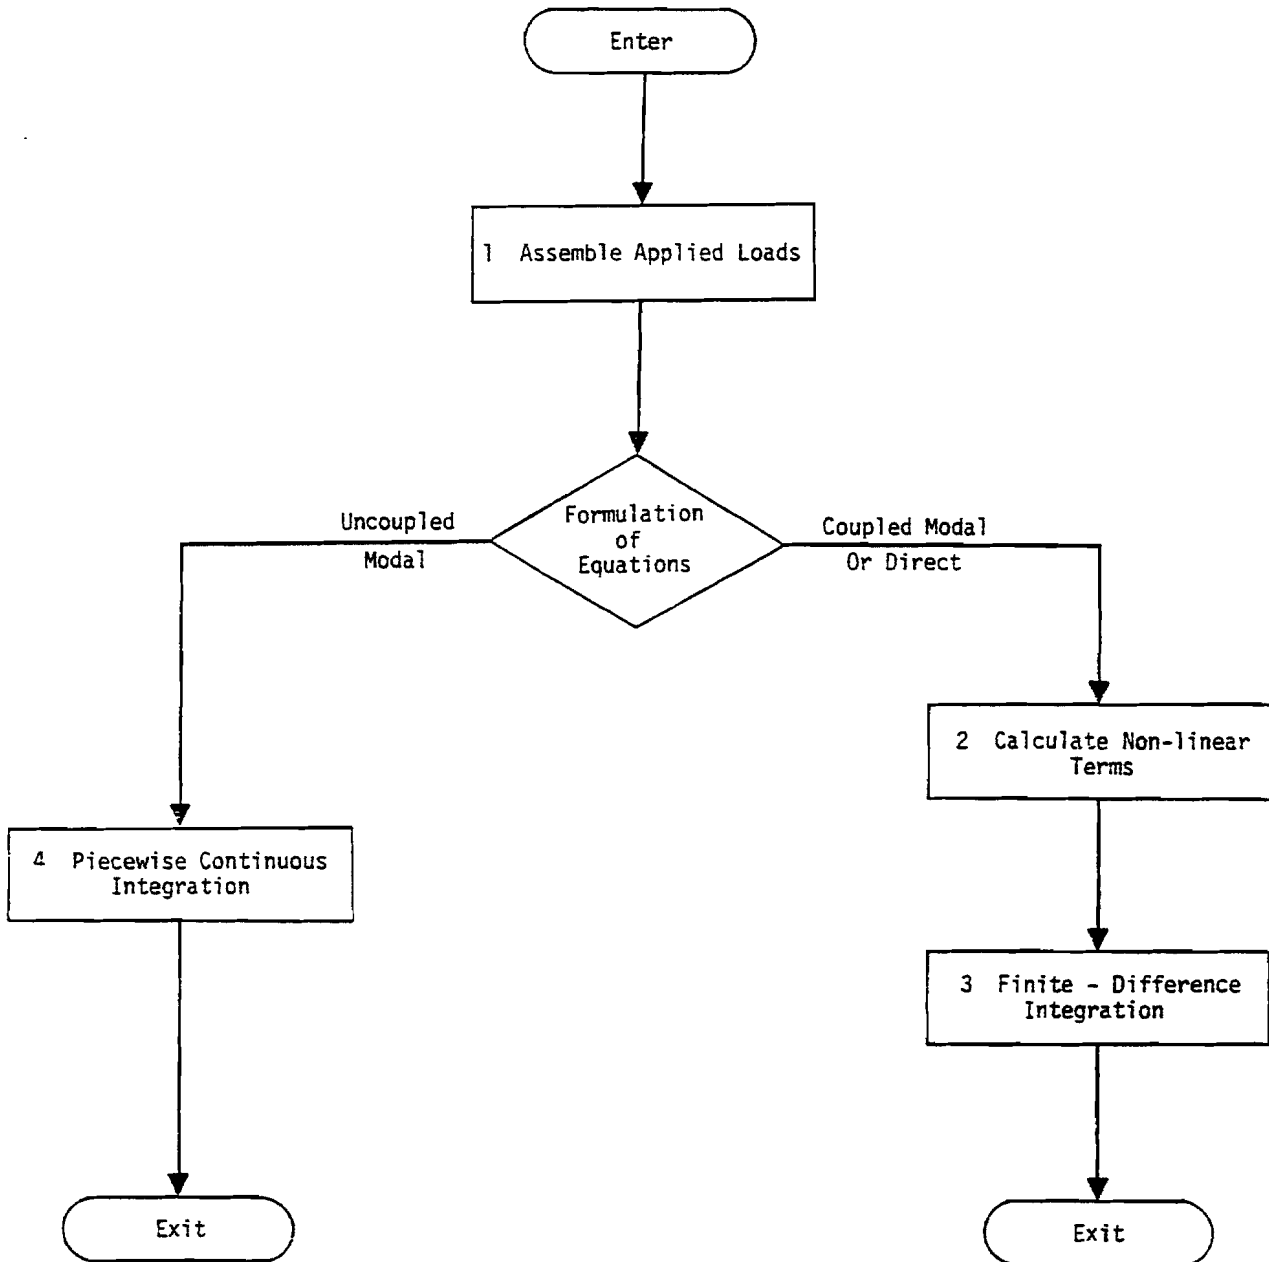 Enter
1 Assemble Applied Loads
Formulation
of
Equations
Uncoupled
Modal
Coupled Modal
Or Direct
2 Calculate Non-linear
Terms
4 Piecewise Continuous
Integration
3 Finite - Difference
Integration
Exit
Exit